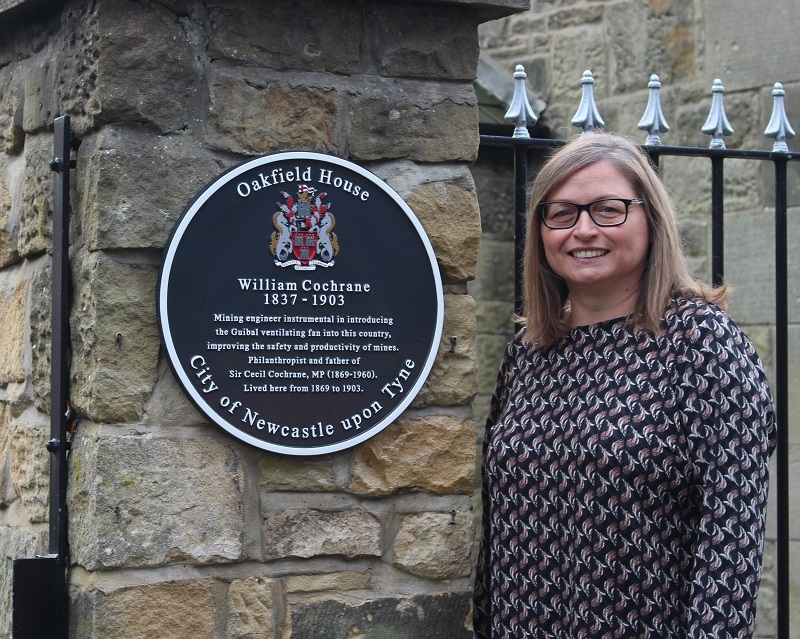 Oakfield House
William Cochrane
1837 - 1903
Mining engineer instrumental in introducing
the Guibal ventilating fan into this country,
improving the safety and productivity of mines.
Philanthropist and father of
Sir Cecil Cochrane, MP (1869-1960).
Lived here from 1869 to 1903.
City of Newcastle upon Tyne